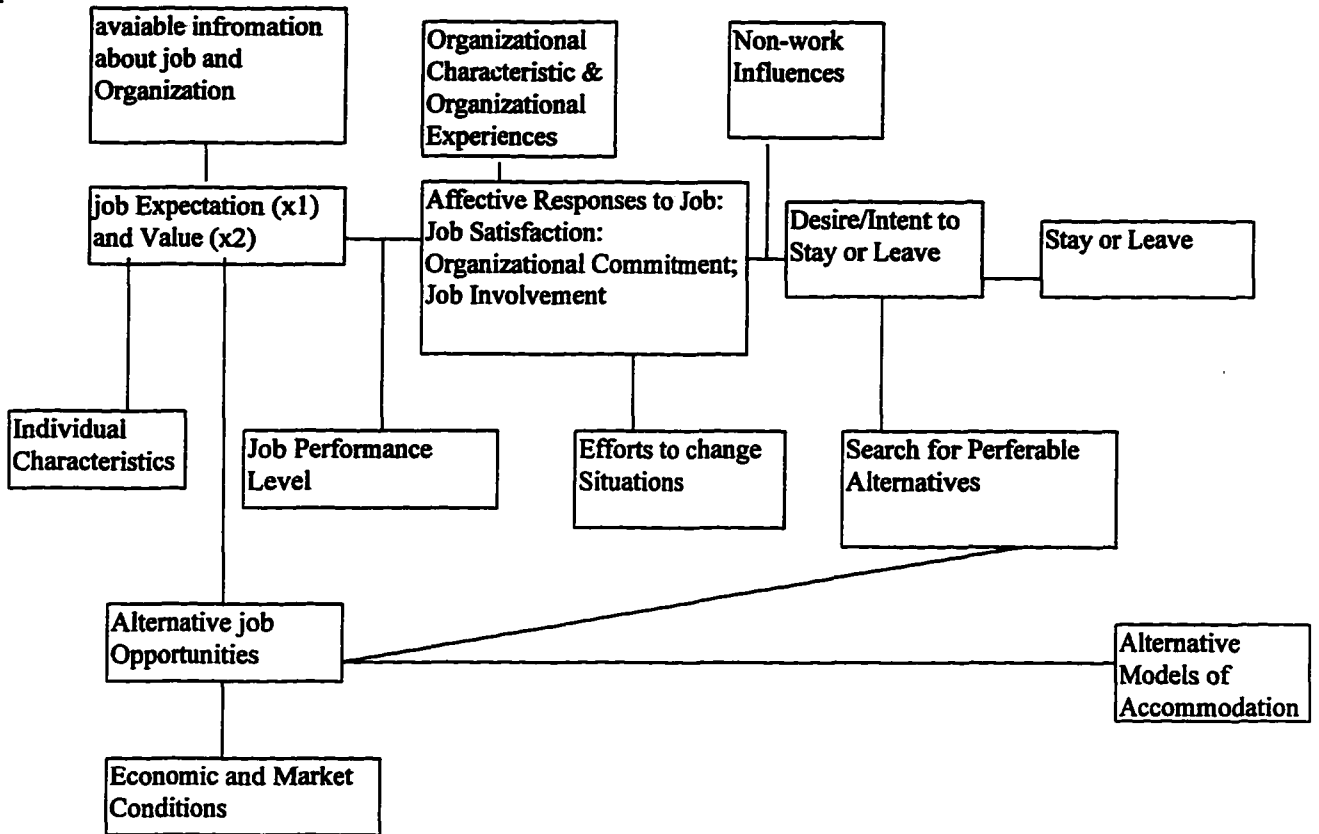 avaiable infromation
about job and
Organization
Organizational
Characteristic &
Organizational
Experiences
Non-work
Influences
job Expectation (x1)
and Value (x2)
Affective Responses to Job:
Job Satisfaction:
Organizational Commitment;
Job Involvement
Desire/Intent to
Stay or Leave
Stay or Leave
Individual
Characteristics
Job Performance
Level
Efforts to change
Situations
Search for Perferable
Alternatives
Alternative job
Opportunities
Alternative
Models of
Accommodation
Economic and Market
Conditions